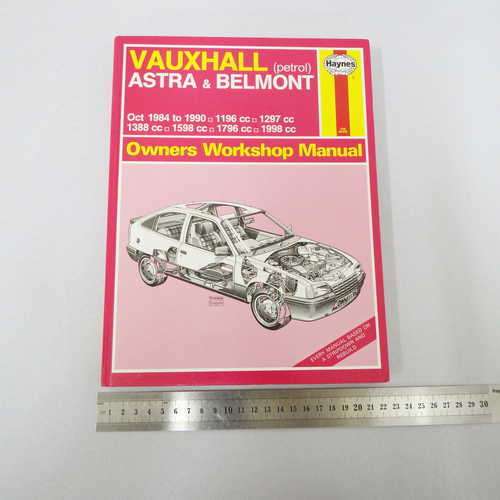 VAUXHALL (petrol)
ASTRA & BELMONT
Haynes
Oct 1984 to 1990 □ 1196 cc □ 1297 cc
1388 cc □ 1598 cc □ 1796 cc □ 1998 cc
Owners Workshop Manual
EVERY MANUAL BASED ON
A STRIPDOWN AND
REBUILD
1 2 3 4 5 6 7 8 9 10 11 12 13 14 15 16 17 18 19 20 21 22 23 24 25 26 27 28 29 30